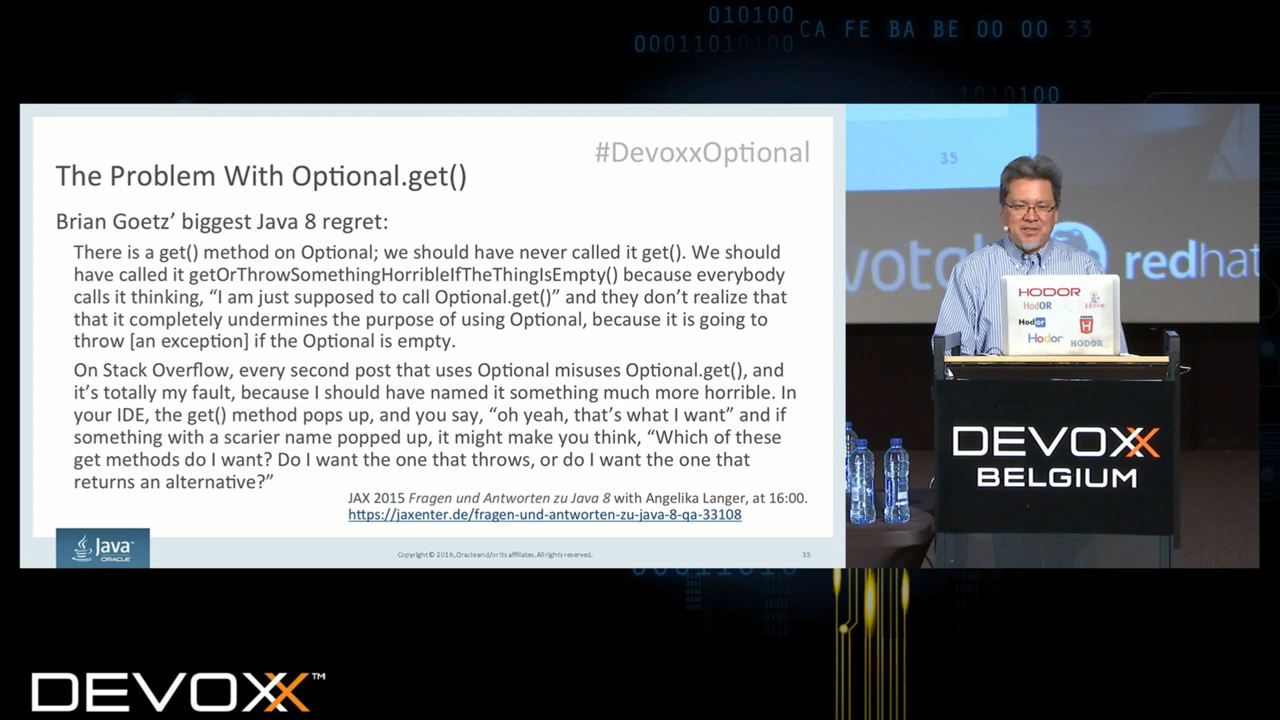 010100
00011010100
CA FE BA BE 00 00 33
11010100
#DevoxxOptional
The Problem With Optional.get()
Brian Goetz’ biggest Java 8 regret:
There is a get() method on Optional; we should have never called it get(). We should
have called it getOrThrowSomethingHorribleIfTheThingIsEmpty() because everybody
calls it thinking, “I am just supposed to call Optional.get()” and they don’t realize that
that it completely undermines the purpose of using Optional, because it is going to
throw [an exception] if the Optional is empty.
On Stack Overflow, every second post that uses Optional misuses Optional.get(), and
it’s totally my fault, because I should have named it something much more horrible. In
your IDE, the get() method pops up, and you say, “oh yeah, that’s what I want” and if
something with a scarier name popped up, it might make you think, “Which of these
get methods do I want? Do I want the one that throws, or do I want the one that
returns an alternative?”
JAX 2015 Fragen und Antworten zu Java 8 with Angelika Langer, at 16:00.
https://jaxenter.de/fragen-und-antworten-zu-java-8-qa-33108
Java™
ORACLE
Copyright © 2016, Oracle and/or its affiliates. All rights reserved.
35
35
redhat
HODOR
HodOR
Hodor
Hodor
HODOR
DEVOXX
BELGIUM
DEVOXX™